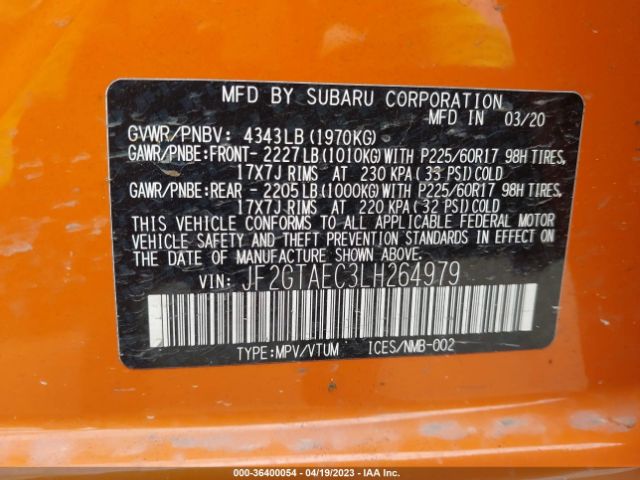 MFD BY SUBARU CORPORATION
MFD IN 03/20
GVWR/PNBV: 4343LB(1970KG)
GAWR/PNBE:FRONT- 2227LB(1010KG)WITH P225/60R17 98H TIRES,
17X7J RIMS AT 230 KPA(33 PSI)COLD
GAWR/PNBE:REAR - 2205LB(1000KG)WITH P225/60R17 98H TIRES,
17X7J RIMS AT 220 KPA(32 PSI)COLD
THIS VEHICLE CONFORMS TO ALL APPLICABLE FEDERAL MOTOR
VEHICLE SAFETY AND THEFT PREVENTION STANDARDS IN EFFECT ON
THE DATE OF MANUFACTURE SHOWN ABOVE.
VIN: JF2GTAEC3LH264979
TYPE:MPV/VTUM ICES/NMB-002
000-36400054 - 04/19/2023 - IAA Inc.